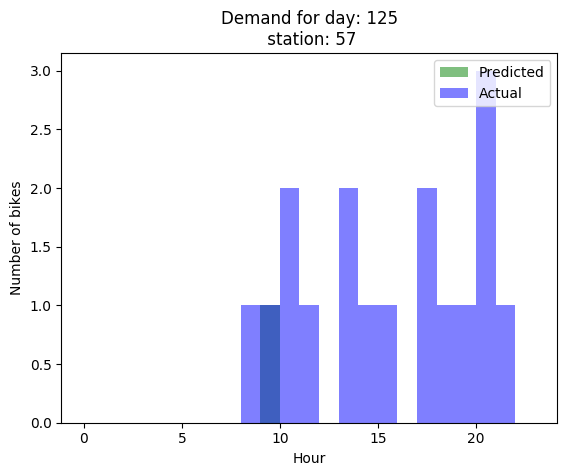 Demand for day: 125
station: 57
3.0
2.5
2.0
1.5
1.0
0.5
0.0
Number of bikes
Predicted
Actual
0 5 10 15 20
Hour